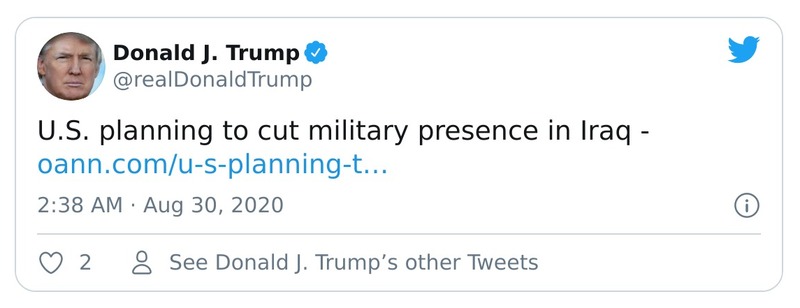 Donald J. Trump
@realDonaldTrump
U.S. planning to cut military presence in Iraq -
oann.com/u-s-planning-t…
2:38 AM · Aug 30, 2020
2
See Donald J. Trump’s other Tweets